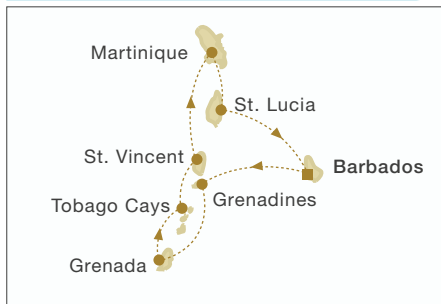 Martinique
St. Lucia
St. Vincent
Barbados
Grenadines
Tobago Cays
Grenada